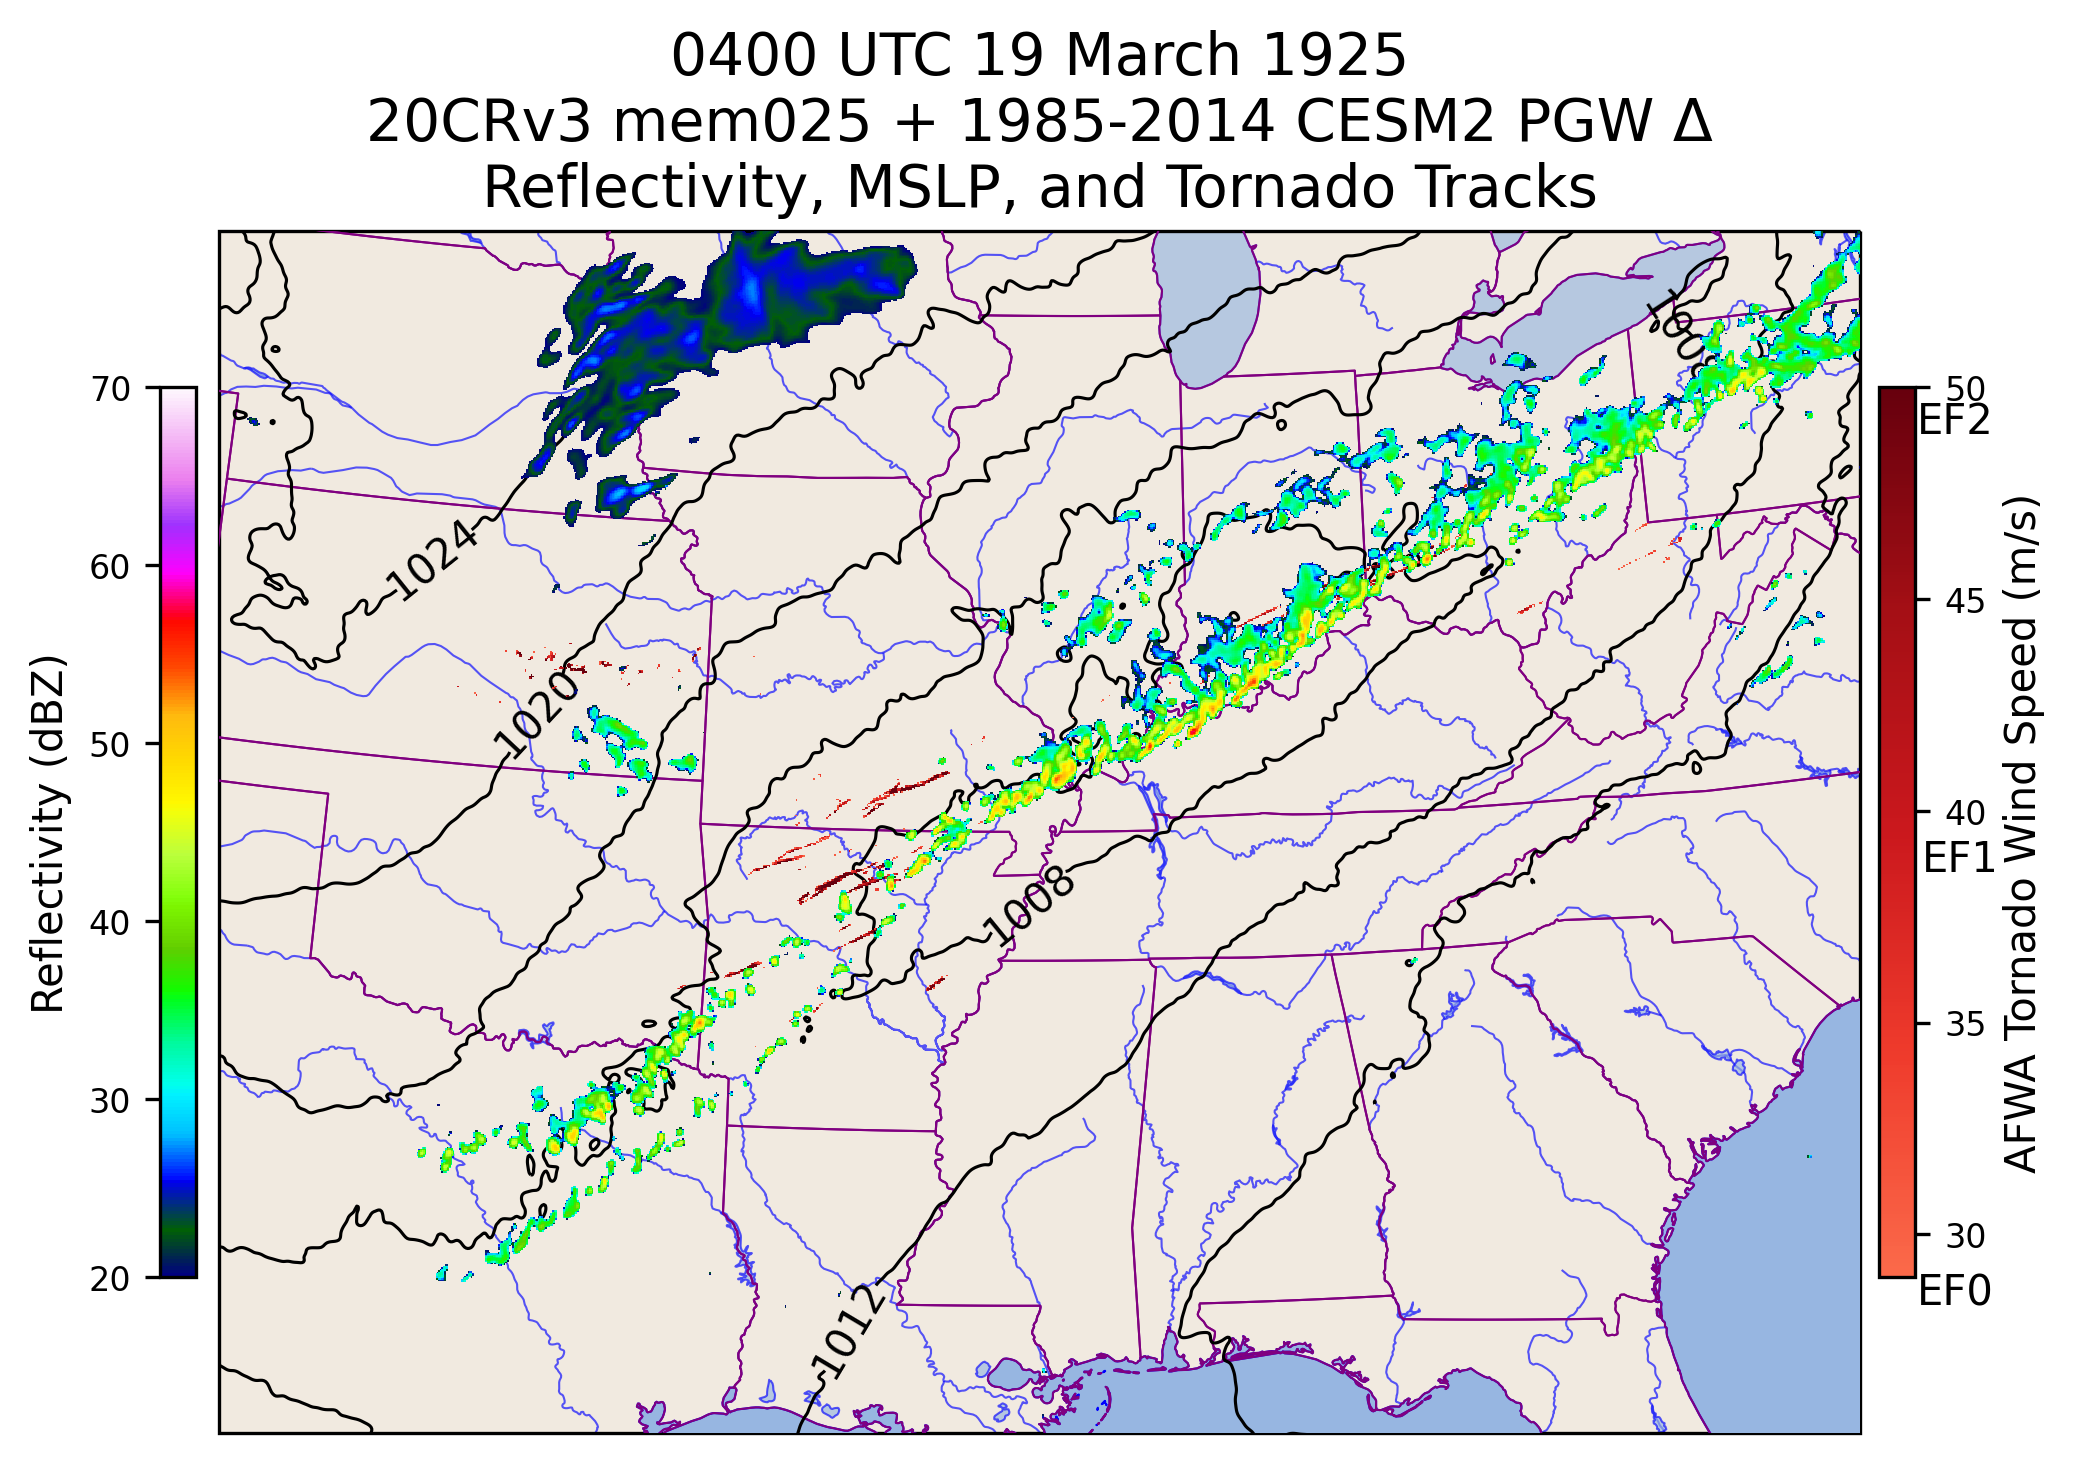 0400 UTC 19 March 1925
20CRv3 mem025 + 1985-2014 CESM2 PGW Δ
Reflectivity, MSLP, and Tornado Tracks
Reflectivity (dBZ)
70
60
50
40
30
20
1024
1020
1008
1012
50
EF2
45
40
EF1
35
30
EF0
AFWA Tornado Wind Speed (m/s)